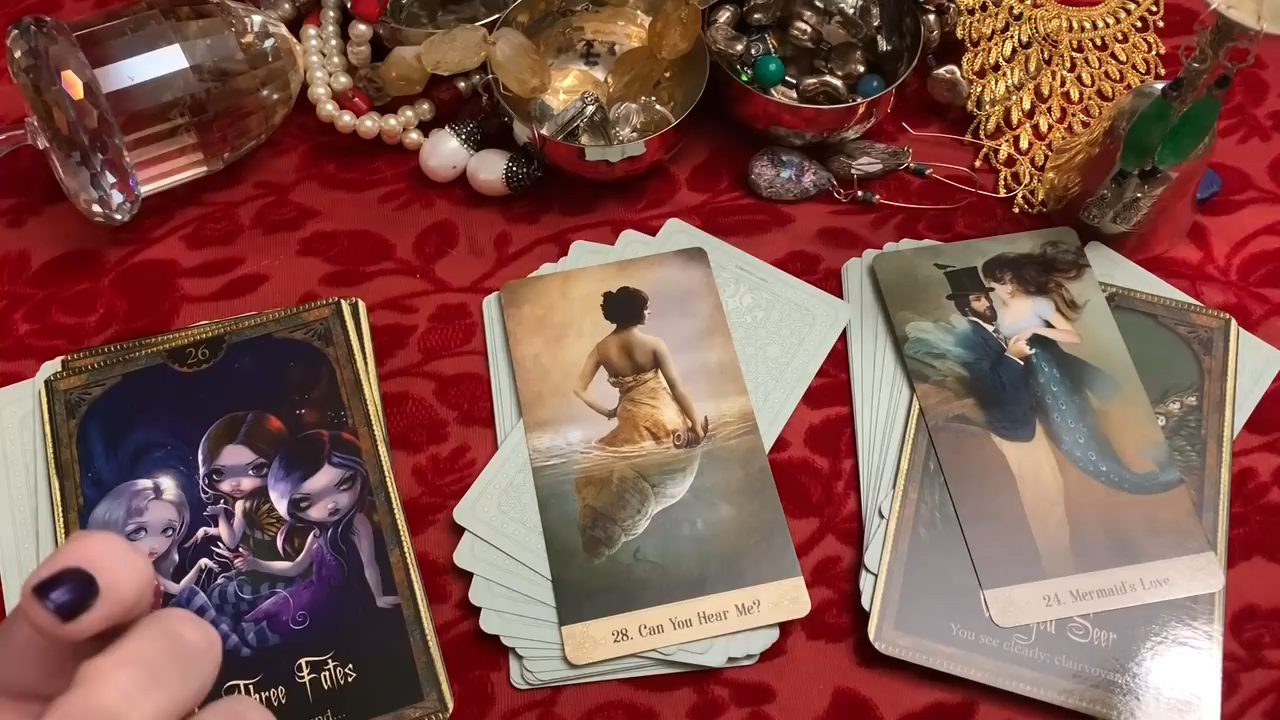 26
Three Fates
28. Can You Hear Me?
24. Mermaid's Love
Seer
You see clearly; clairvoyan